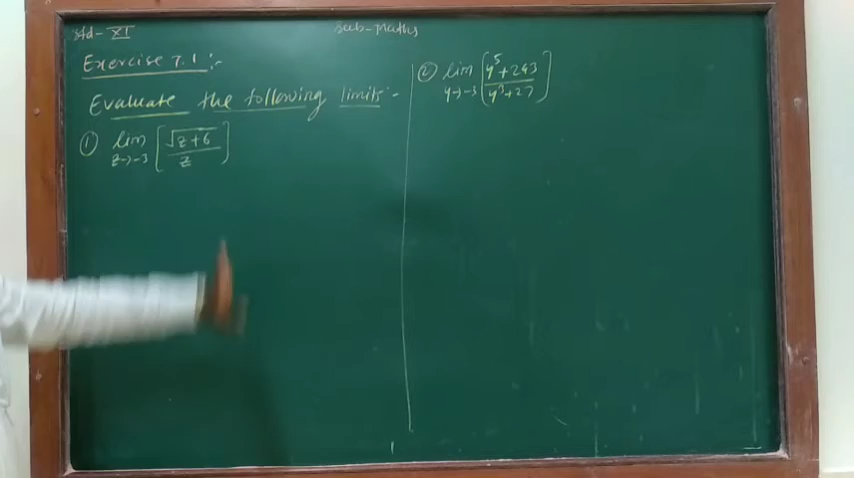 std - XI
sub - Maths
Exercise 7.1 :-
Evaluate the following limits :-
① lim z→-3 [√z+6 / z]
② lim y→-3 [y⁵+243 / y³+27]